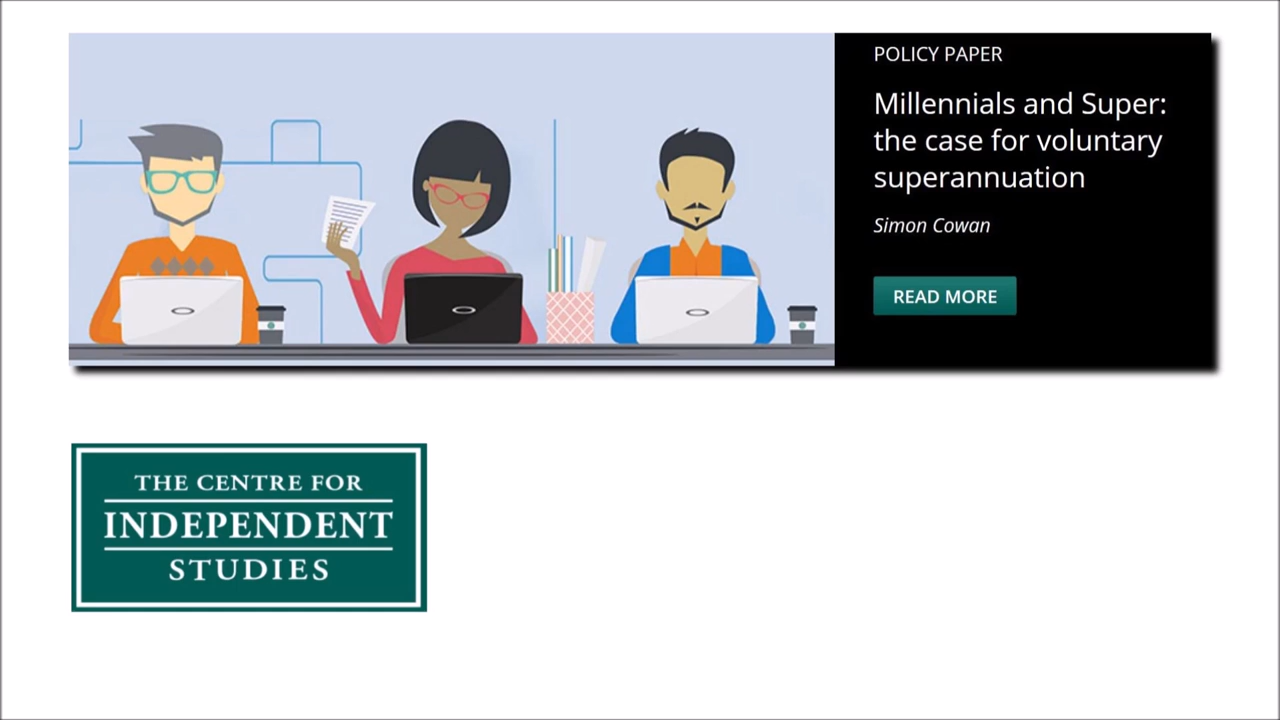 POLICY PAPER
Millennials and Super:
the case for voluntary
superannuation
Simon Cowan
READ MORE
THE CENTRE FOR
INDEPENDENT
STUDIES